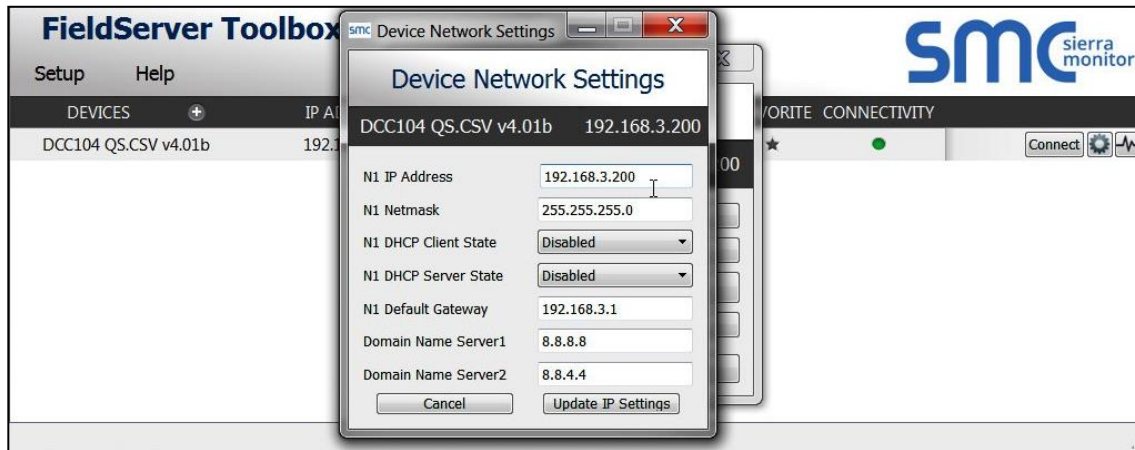 FieldServer Toolbox
smc Device Network Settings
smc sierra monitor
Setup Help
Device Network Settings
DEVICES
FAVORITE CONNECTIVITY
DCC104 QS.CSV v4.01b 192.168.3.200
DCC104 QS.CSV v4.01b 192.1
Connect
00
N1 IP Address 192.168.3.200
N1 Netmask 255.255.255.0
N1 DHCP Client State Disabled
N1 DHCP Server State Disabled
N1 Default Gateway 192.168.3.1
Domain Name Server1 8.8.8.8
Domain Name Server2 8.8.4.4
Cancel Update IP Settings